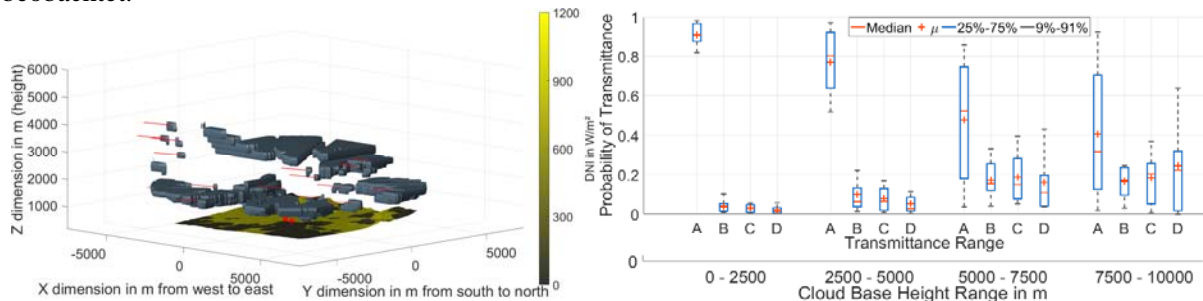 beobachtet.
Z dimension in m (height)
6000
5000
4000
3000
2000
1000
-5000
0
5000
X dimension in m from west to east
-5000
0
5000
Y dimension in m from south to north
1200
900
600
300
0
DNI in W/m²
Probability of Transmittance
1
0.8
0.6
0.4
0.2
0
0
Median μ 25%-75% 9%-91%
A B C D A B C D A B C D A B C D
Transmittance Range
0 - 2500 2500 - 5000 5000 - 7500 7500 - 10000
Cloud Base Height Range in m